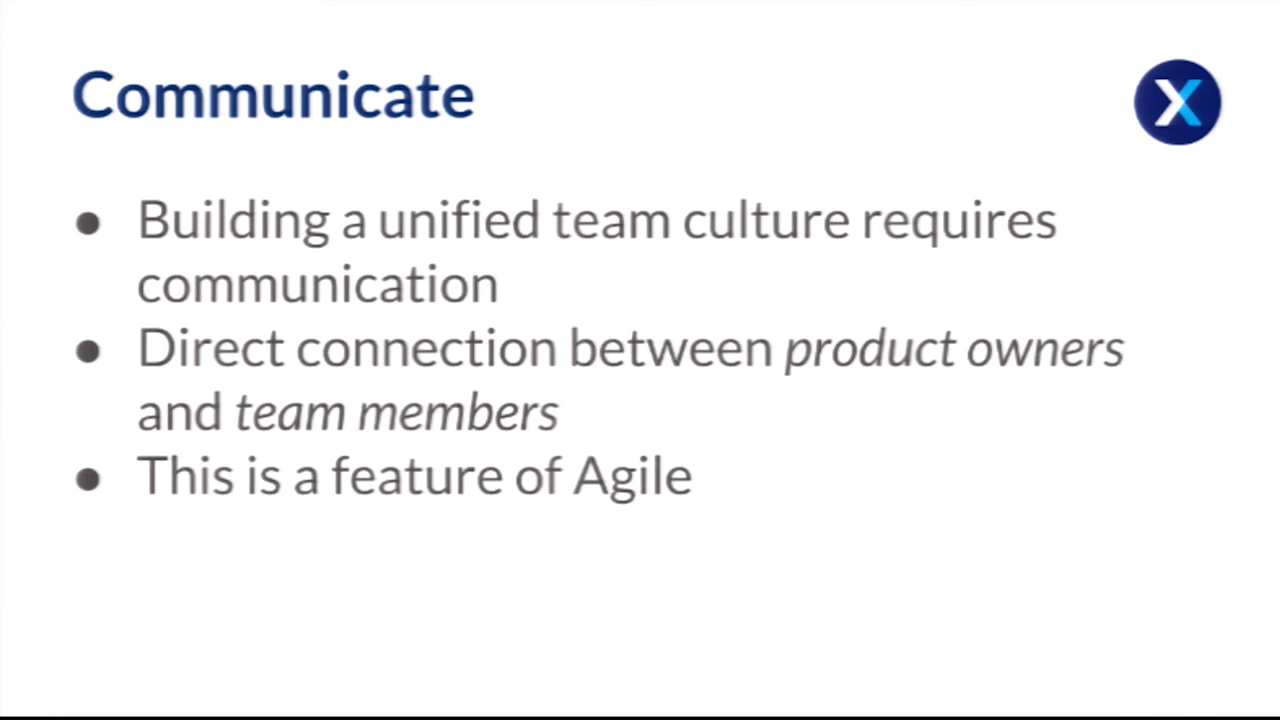 Communicate
● Building a unified team culture requires
communication
● Direct connection between product owners
and team members
● This is a feature of Agile